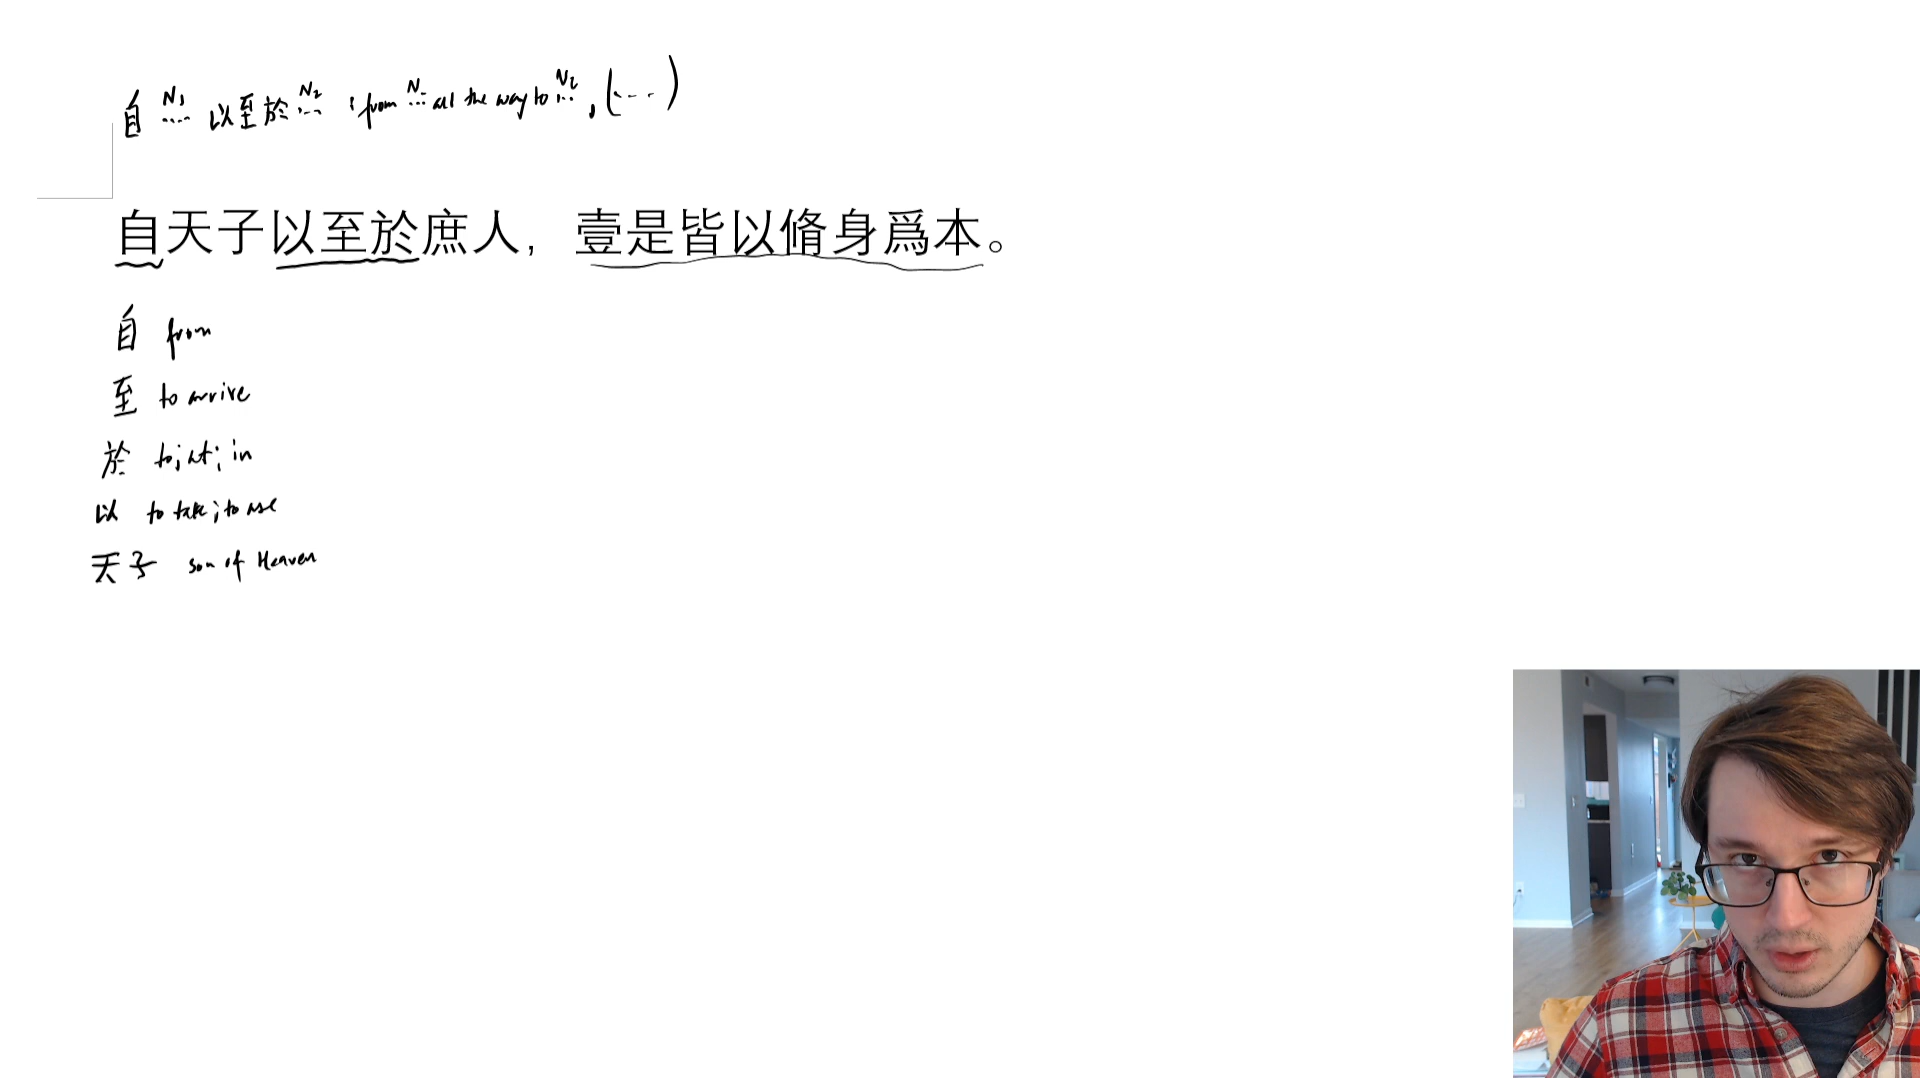 自 N1 .... 以至於 N2 ... : from N ... all the way to N2 ..., (....)
自天子以至於庶人，壹是皆以脩身爲本。
自 from
至 to arrive
於 to; at; in
以 to take; to use
天子 son of Heaven